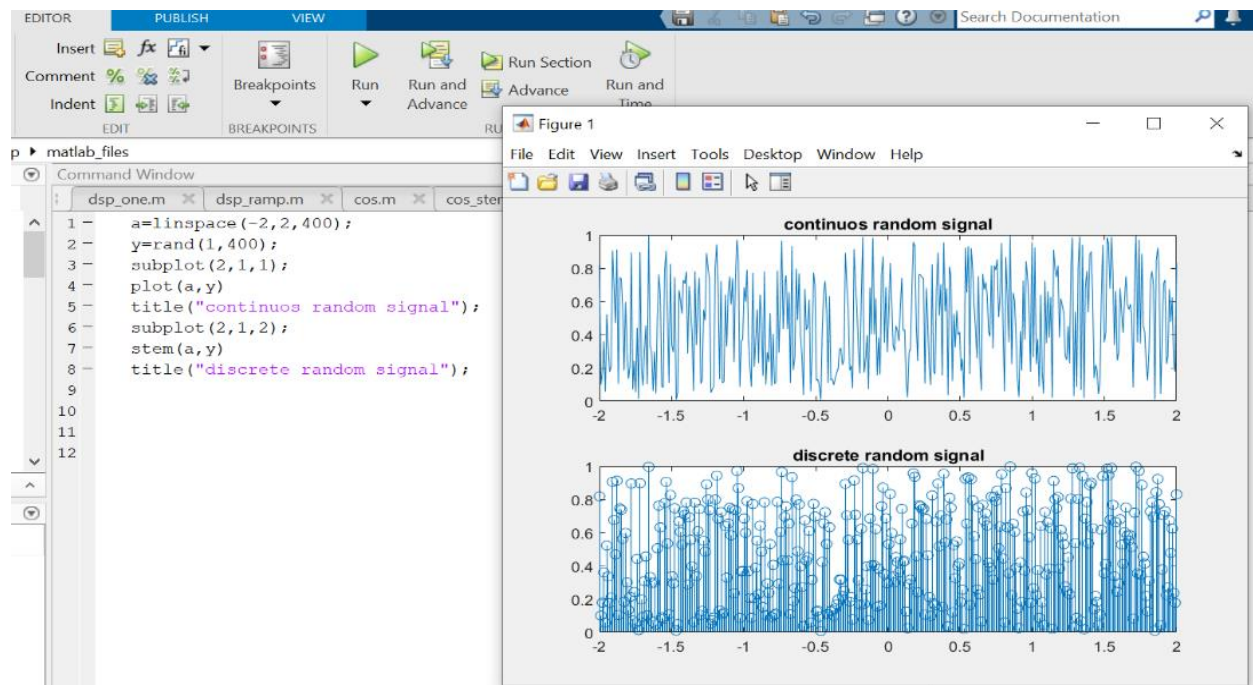 EDITOR PUBLISH VIEW Search Documentation
Insert fx
Comment
Indent
Breakpoints
Run
Run and Advance
Run Section
Advance
Run and Time
EDIT BREAKPOINTS RU
p matlab_files
Command Window
dsp_one.m dsp_ramp.m cos.m cos_ster
1 a=linspace(-2,2,400);
2 y=rand(1,400);
3 subplot(2,1,1);
4 plot(a,y)
5 title("continuos random signal");
6 subplot(2,1,2);
7 stem(a,y)
8 title("discrete random signal");
9
10
11
12
Figure 1
File Edit View Insert Tools Desktop Window Help
continuos random signal
1
0.8
0.6
0.4
0.2
0
-2 -1.5 -1 -0.5 0 0.5 1 1.5 2
discrete random signal
1
0.8
0.6
0.4
0.2
0
-2 -1.5 -1 -0.5 0 0.5 1 1.5 2